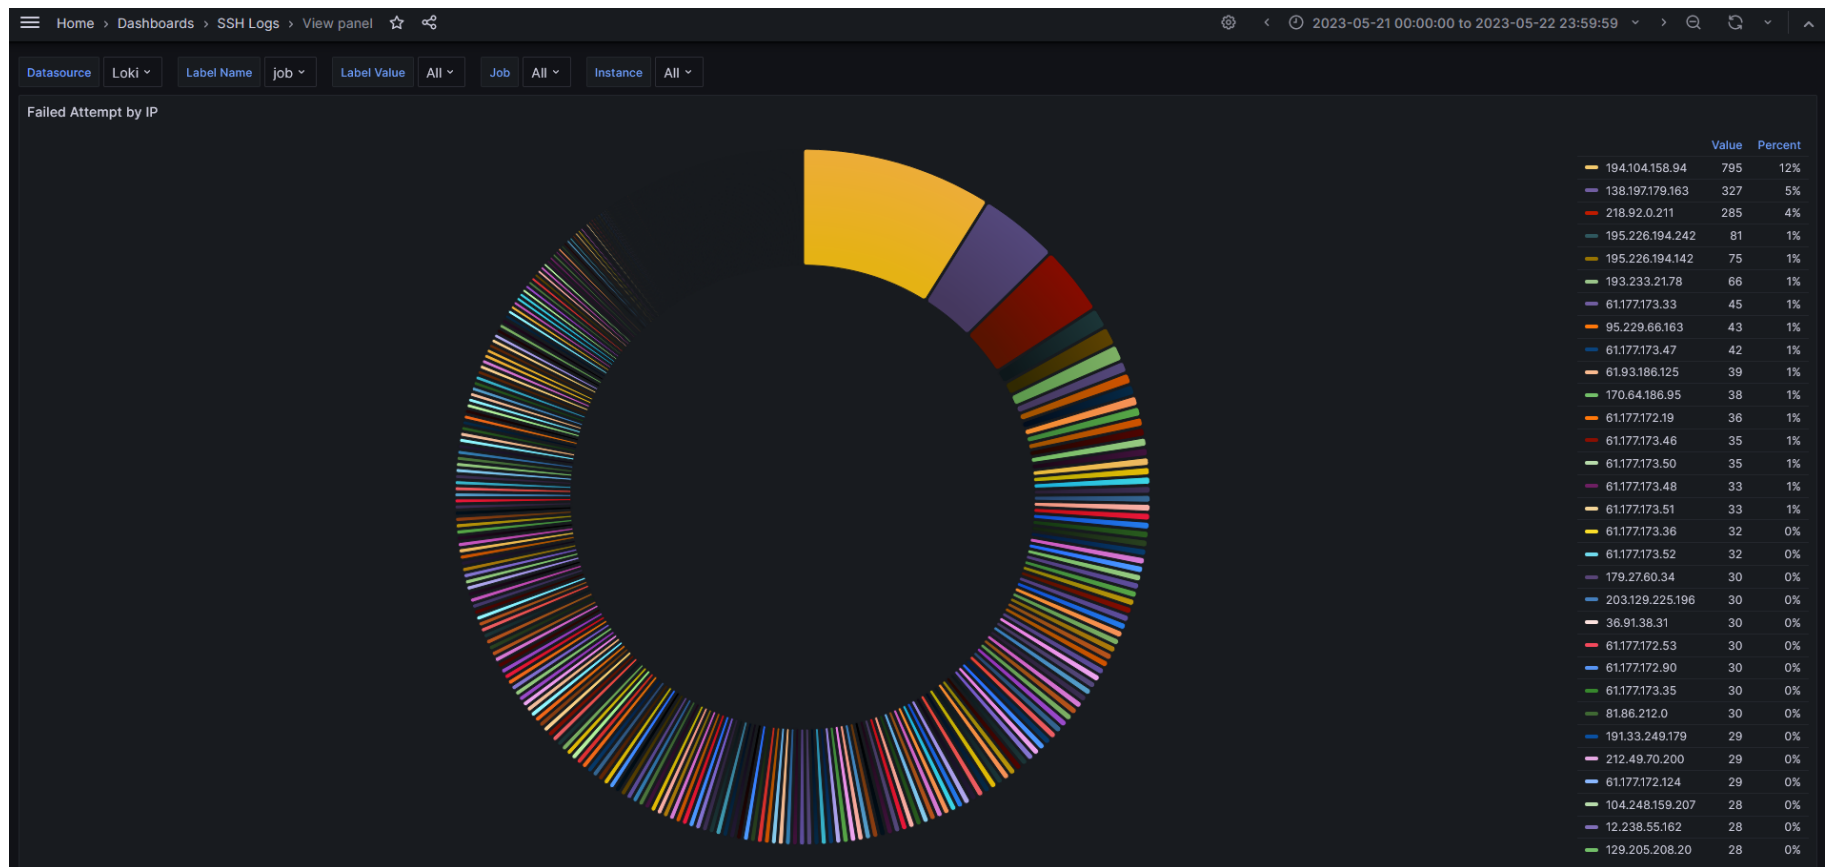 Home › Dashboards › SSH Logs › View panel
2023-05-21 00:00:00 to 2023-05-22 23:59:59
Datasource Loki Label Name job Label Value All Job All Instance All
Failed Attempt by IP
Value Percent
194.104.158.94 795 12%
138.197.179.163 327 5%
218.92.0.211 285 4%
195.226.194.242 81 1%
195.226.194.142 75 1%
193.233.21.78 66 1%
61.177.173.33 45 1%
95.229.66.163 43 1%
61.177.173.47 42 1%
61.93.186.125 39 1%
170.64.186.95 38 1%
61.177.172.19 36 1%
61.177.173.46 35 1%
61.177.173.50 35 1%
61.177.173.48 33 1%
61.177.173.51 33 1%
61.177.173.36 32 0%
61.177.173.52 32 0%
179.27.60.34 30 0%
203.129.225.196 30 0%
36.91.38.31 30 0%
61.177.172.53 30 0%
61.177.172.90 30 0%
61.177.173.35 30 0%
81.86.212.0 30 0%
191.33.249.179 29 0%
212.49.70.200 29 0%
61.177.172.124 29 0%
104.248.159.207 28 0%
12.238.55.162 28 0%
129.205.208.20 28 0%